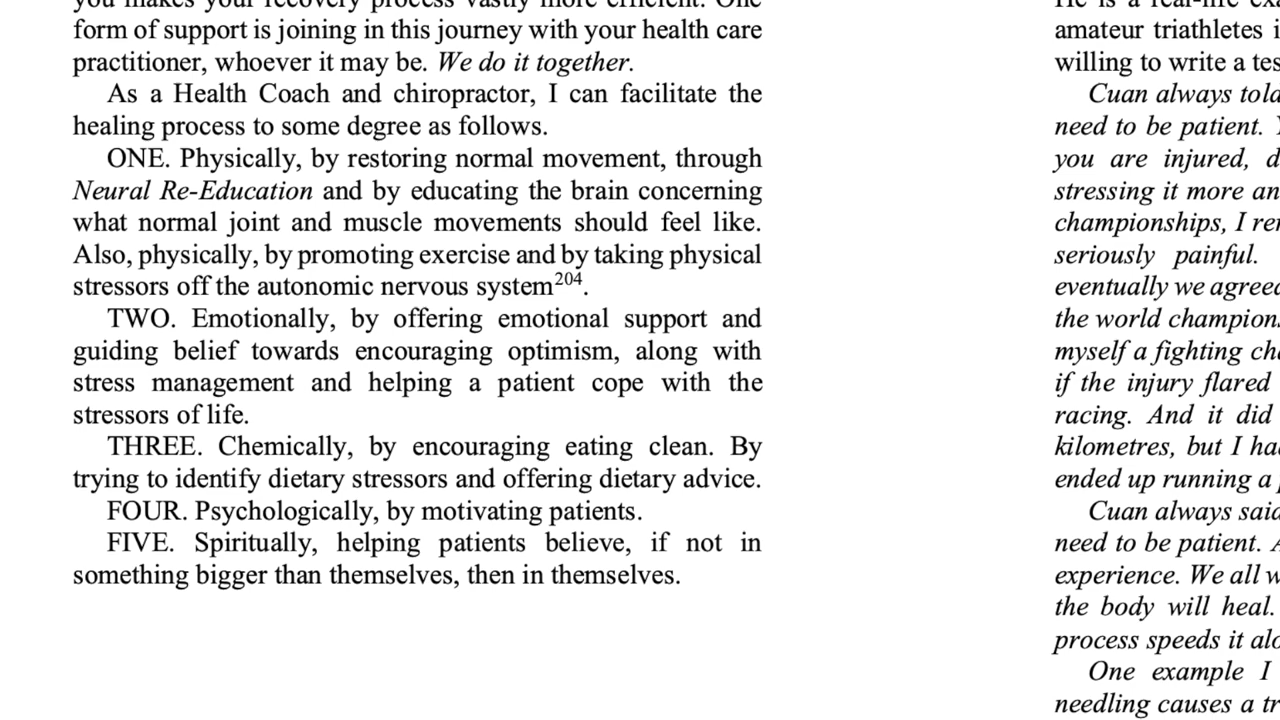 you makes your recovery process vastly more efficient. One
form of support is joining in this journey with your health care
practitioner, whoever it may be. We do it together.
As a Health Coach and chiropractor, I can facilitate the
healing process to some degree as follows.
ONE. Physically, by restoring normal movement, through
Neural Re-Education and by educating the brain concerning
what normal joint and muscle movements should feel like.
Also, physically, by promoting exercise and by taking physical
stressors off the autonomic nervous system204.
TWO. Emotionally, by offering emotional support and
guiding belief towards encouraging optimism, along with
stress management and helping a patient cope with the
stressors of life.
THREE. Chemically, by encouraging eating clean. By
trying to identify dietary stressors and offering dietary advice.
FOUR. Psychologically, by motivating patients.
FIVE. Spiritually, helping patients believe, if not in
something bigger than themselves, then in themselves.
He is a real-life
amateur triathletes
willing to write a
Cuan always told
need to be patient.
you are injured,
stressing it more
championships, I
seriously painful.
eventually we agreed
the world
myself a fighting
if the injury flared
racing. And it did
kilometres, but I
ended up running a
Cuan always said
need to be patient.
experience. We all
the body will heal.
process speeds it
One example I
needling causes a